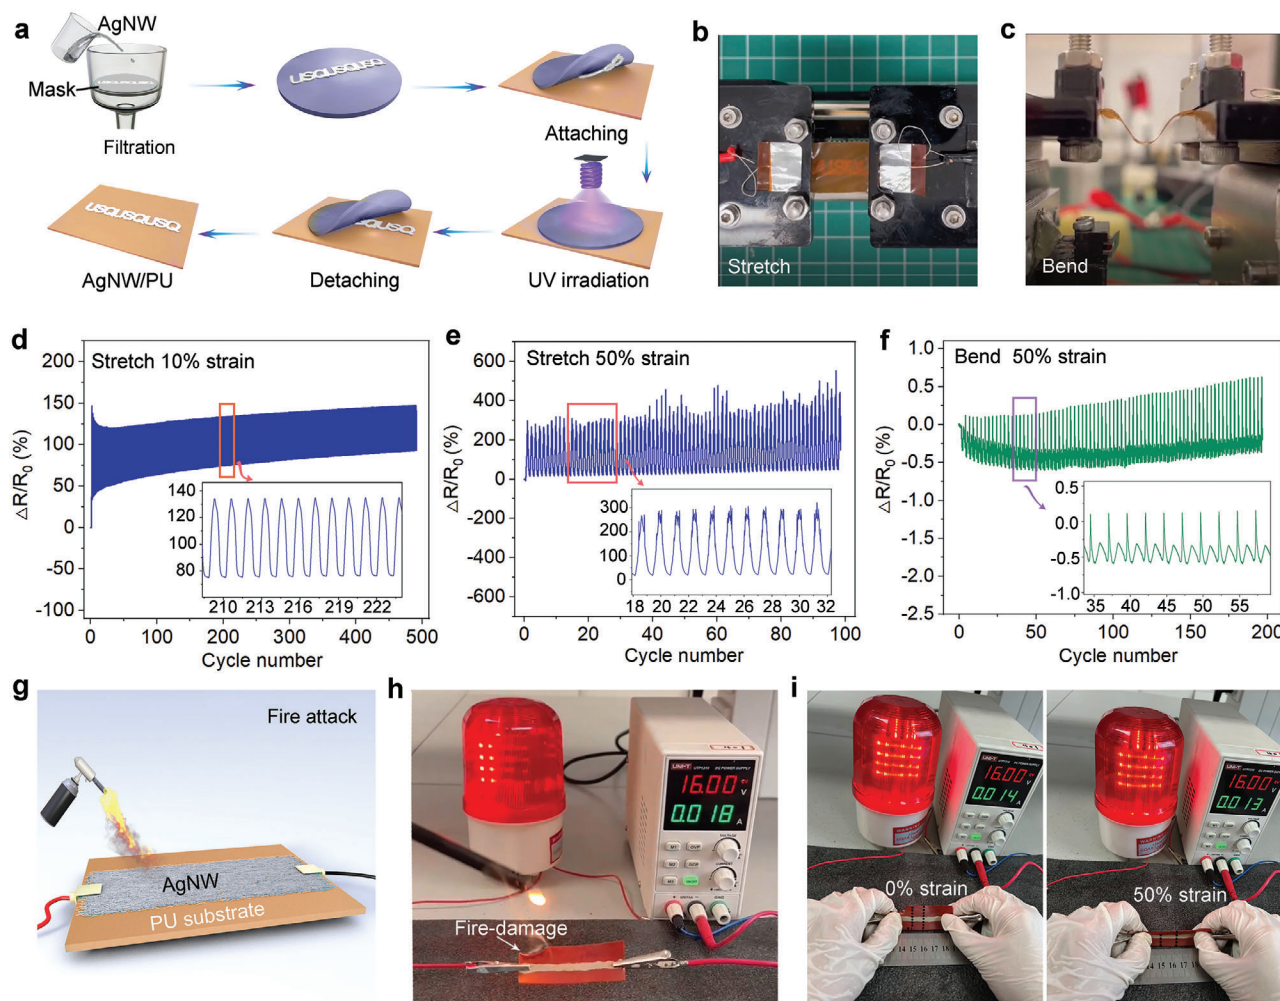 a
AgNW
Mask
Filtration
USQUSQUSQ
Attaching
USQUSQUSQ
AgNW/PU
Detaching
UV irradiation
b
Stretch
c
Bend
d
Stretch 10% strain
ΔR/R0 (%)
200
150
100
50
0
-50
-100
0 100 200 300 400 500
Cycle number
140
120
100
80
210 213 216 219 222
e
Stretch 50% strain
ΔR/R0 (%)
600
400
200
0
-200
-400
-600
0 20 40 60 80 100
Cycle number
300
200
100
0
18 20 22 24 26 28 30 32
f
Bend 50% strain
ΔR/R0 (%)
1.0
0.5
0.0
-0.5
-1.0
-1.5
-2.0
-2.5
0 50 100 150 200
Cycle number
0.5
0.0
-0.5
-1.0
35 40 45 50 55
g
Fire attack
AgNW
PU substrate
h
UNI-T
16.00 V
0.018 A
Fire-damage
i
16.00 V
0.014 A
0% strain
14 15 16 17 18
16.00 V
0.013 A
50% strain